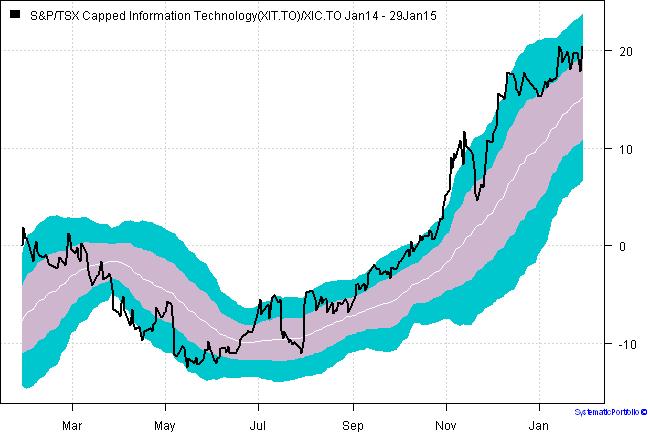 S&P/TSX Capped Information Technology(XIT.TO)/XIC.TO Jan14 - 29Jan15
20
10
0
-10
Mar May Jul Sep Nov Jan
SystematicPortfolio ©